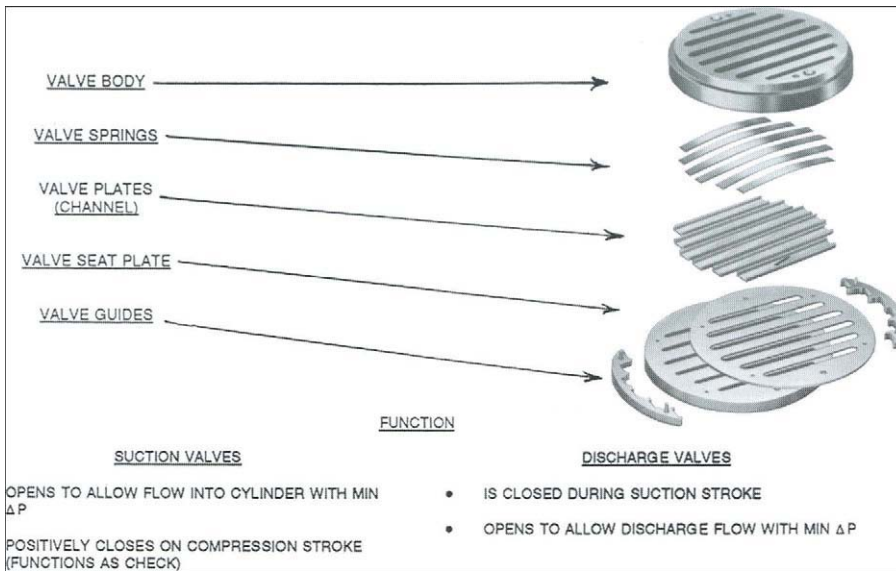 VALVE BODY
VALVE SPRINGS
VALVE PLATES
(CHANNEL)
VALVE SEAT PLATE
VALVE GUIDES
FUNCTION
SUCTION VALVES
OPENS TO ALLOW FLOW INTO CYLINDER WITH MIN
Δ P
POSITIVELY CLOSES ON COMPRESSION STROKE
(FUNCTIONS AS CHECK)
DISCHARGE VALVES
• IS CLOSED DURING SUCTION STROKE
• OPENS TO ALLOW DISCHARGE FLOW WITH MIN Δ P